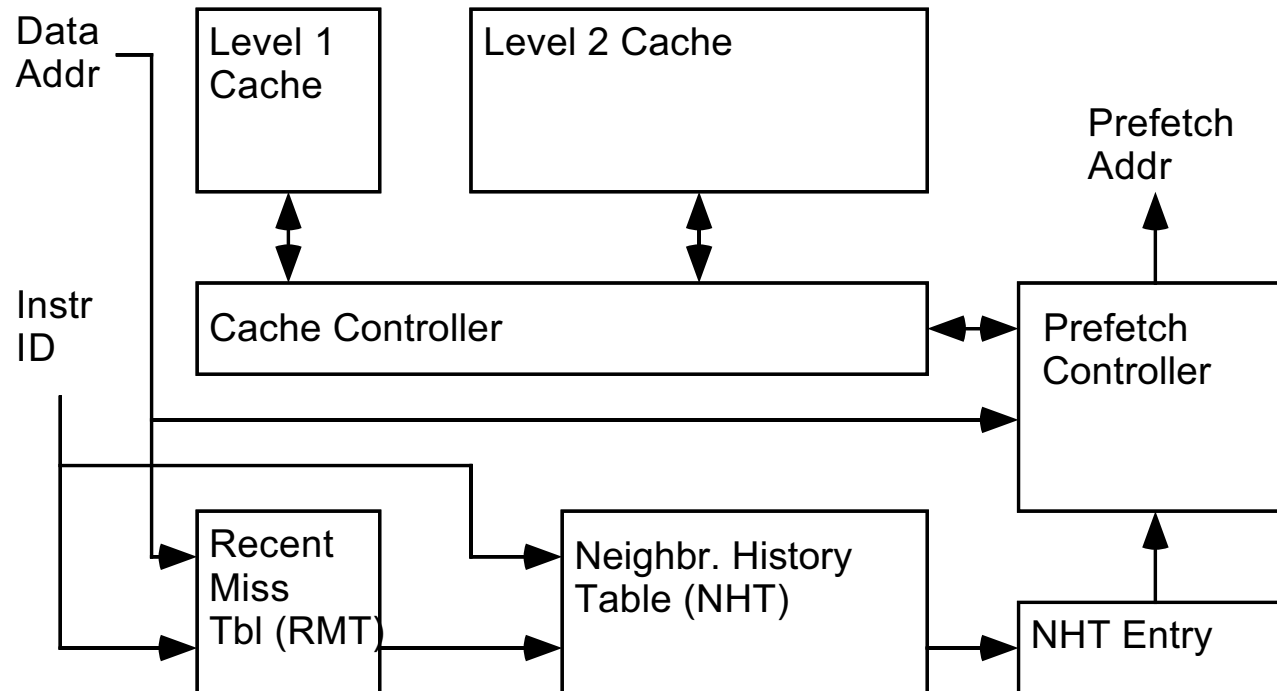 Data
Addr
Level 1
Cache
Level 2 Cache
Prefetch
Addr
Instr
ID
Cache Controller
Prefetch
Controller
Recent
Miss
Tbl (RMT)
Neighbr. History
Table (NHT)
NHT Entry